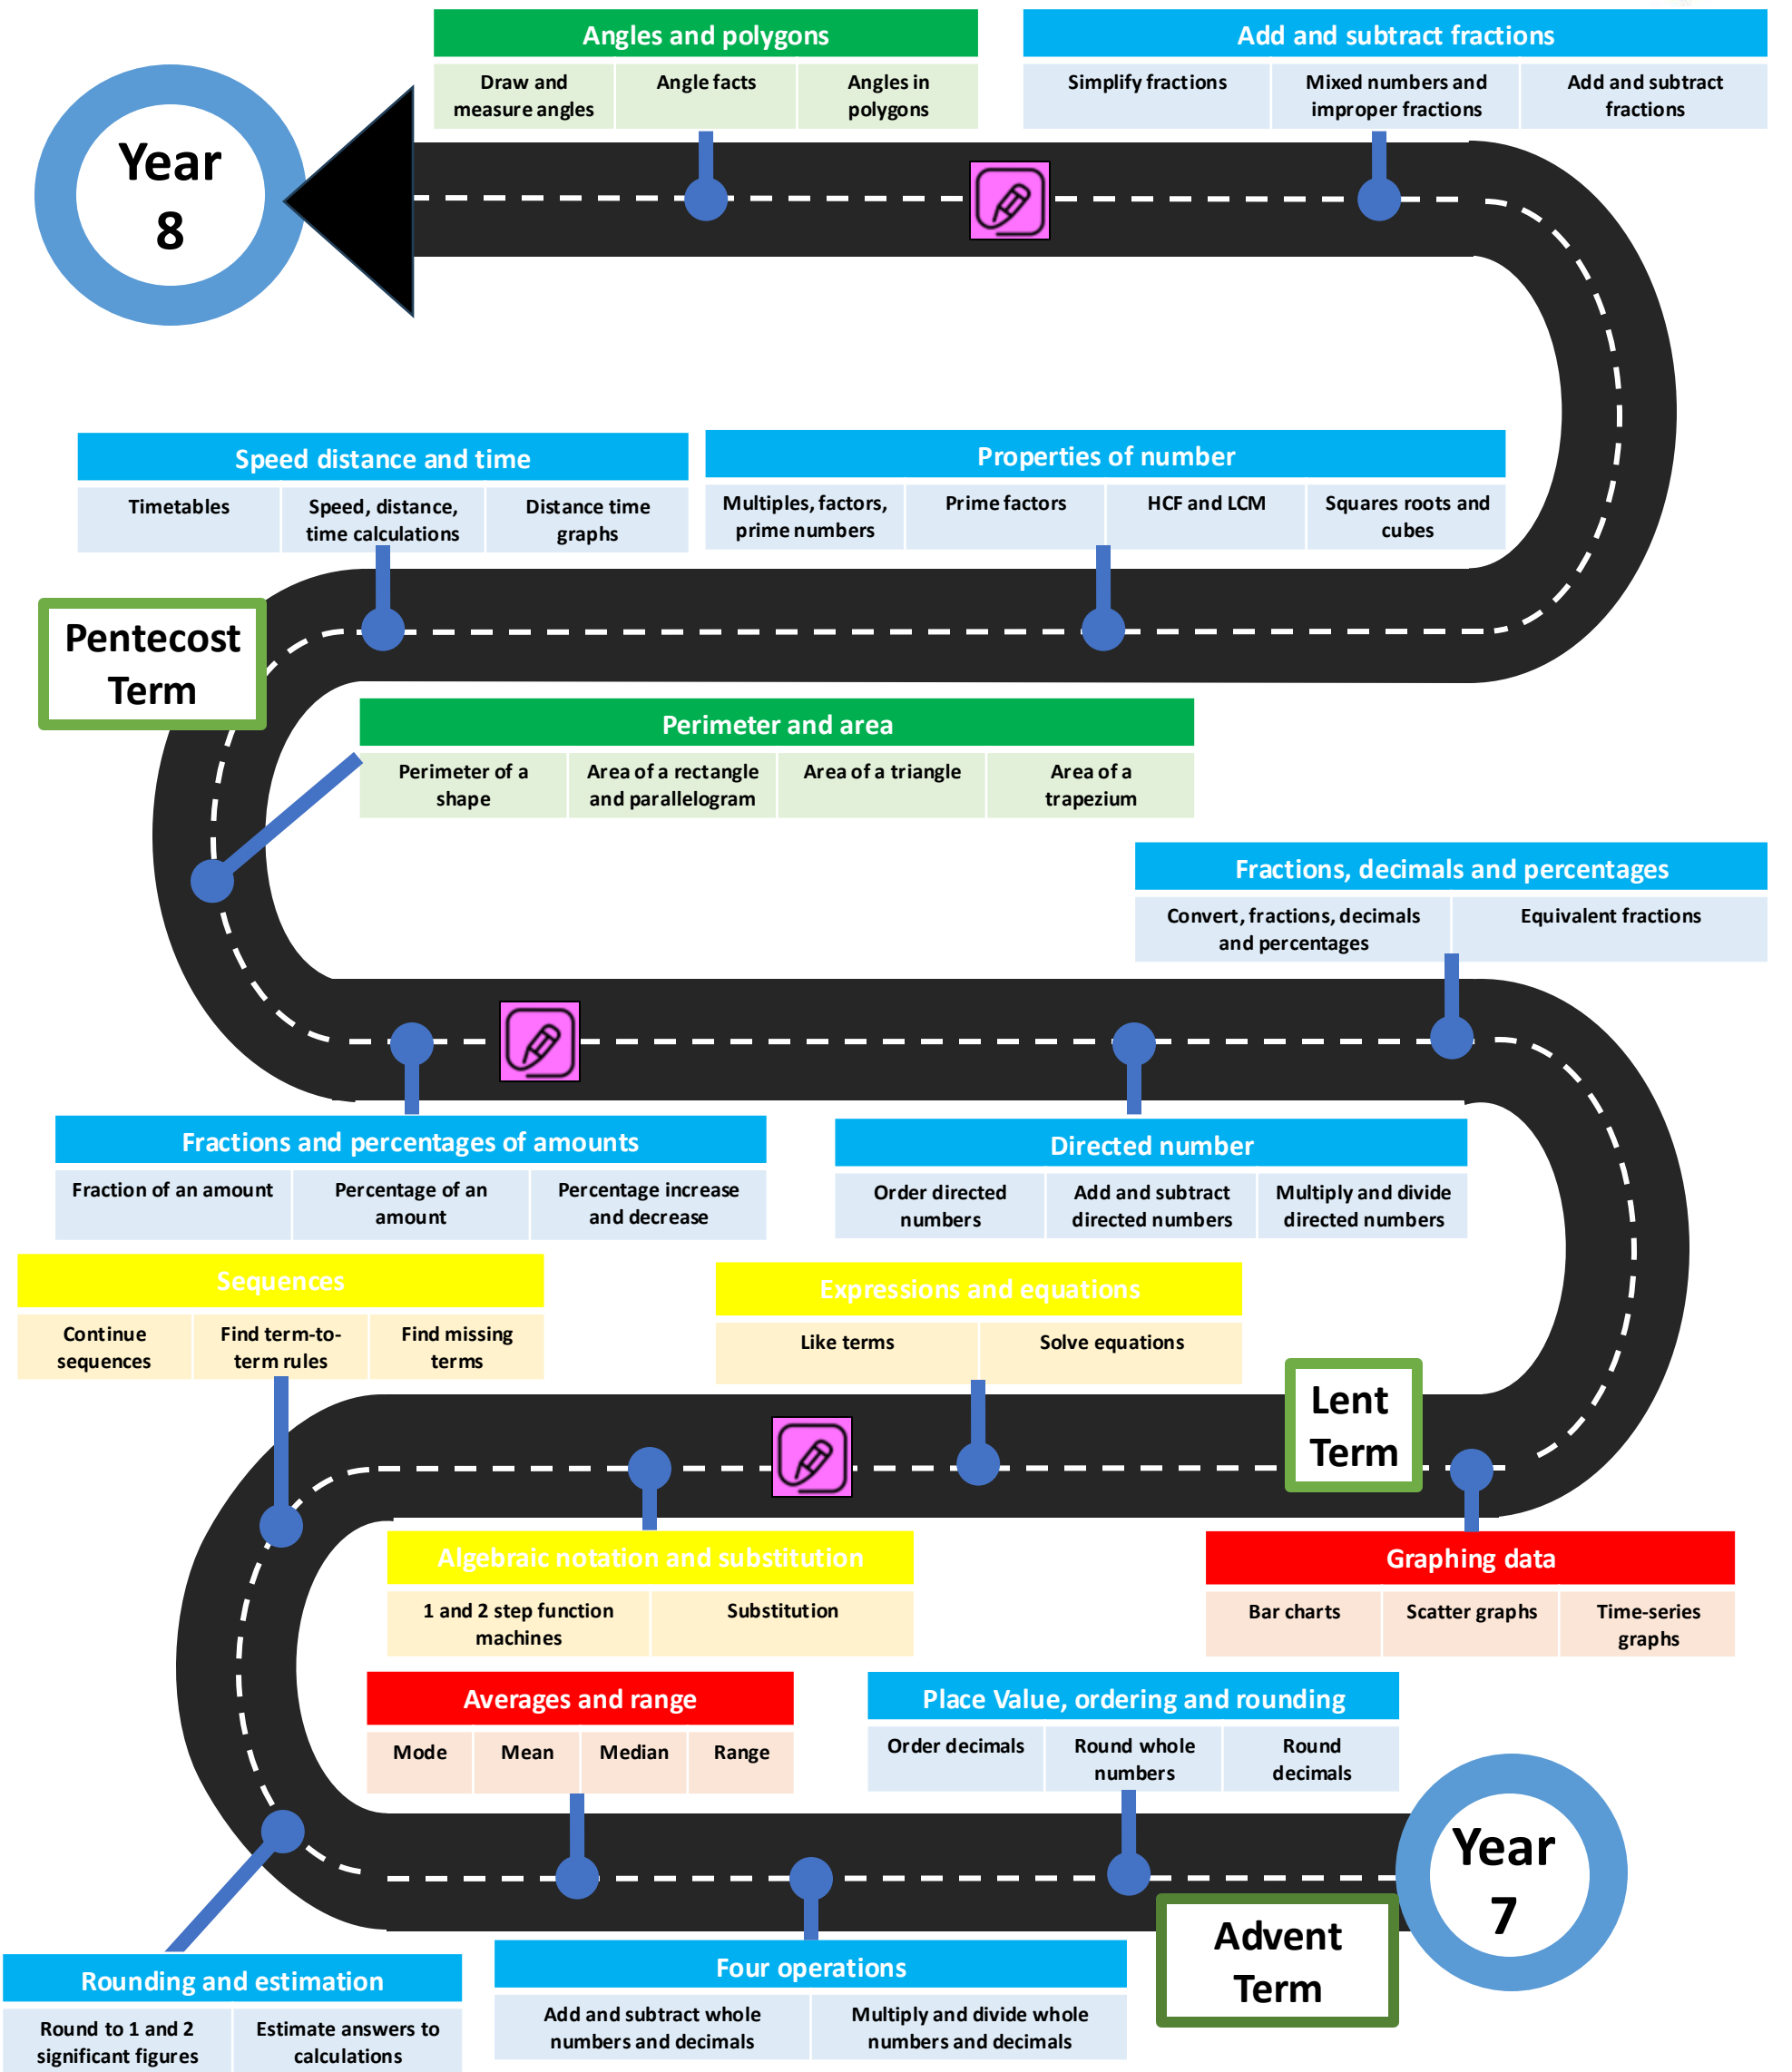 Angles and polygons
Draw and
measure angles
Angle facts
Angles in
polygons
Add and subtract fractions
Simplify fractions
Mixed numbers and
improper fractions
Add and subtract
fractions
Year
8
Speed distance and time
Timetables
Speed, distance,
time calculations
Distance time
graphs
Properties of number
Multiples, factors,
prime numbers
Prime factors
HCF and LCM
Squares roots and
cubes
Pentecost
Term
Perimeter and area
Perimeter of a
shape
Area of a rectangle
and parallelogram
Area of a triangle
Area of a
trapezium
Fractions, decimals and percentages
Convert, fractions, decimals
and percentages
Equivalent fractions
Fractions and percentages of amounts
Fraction of an amount
Percentage of an
amount
Percentage increase
and decrease
Directed number
Order directed
numbers
Add and subtract
directed numbers
Multiply and divide
directed numbers
Sequences
Continue
sequences
Find term-to-
term rules
Find missing
terms
Expressions and equations
Like terms
Solve equations
Lent
Term
Algebraic notation and substitution
1 and 2 step function
machines
Substitution
Graphing data
Bar charts
Scatter graphs
Time-series
graphs
Averages and range
Mode
Mean
Median
Range
Place Value, ordering and rounding
Order decimals
Round whole
numbers
Round
decimals
Year
7
Advent
Term
Rounding and estimation
Round to 1 and 2
significant figures
Estimate answers to
calculations
Four operations
Add and subtract whole
numbers and decimals
Multiply and divide whole
numbers and decimals